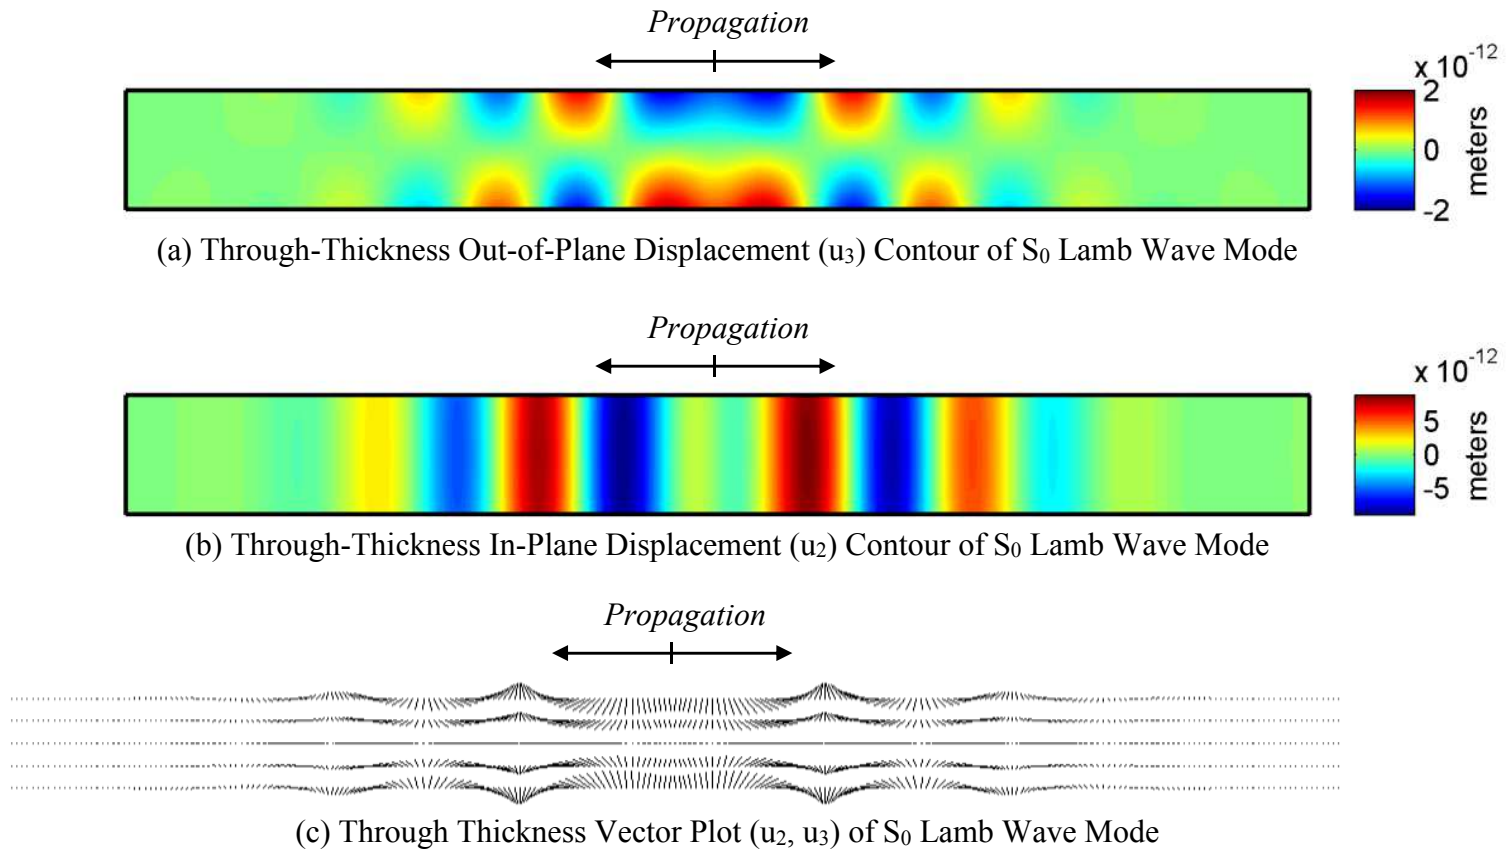 Propagation
x 10-12
2
0
-2
meters
(a) Through-Thickness Out-of-Plane Displacement (u3) Contour of S0 Lamb Wave Mode
Propagation
x 10-12
5
0
-5
meters
(b) Through-Thickness In-Plane Displacement (u2) Contour of S0 Lamb Wave Mode
Propagation
(c) Through Thickness Vector Plot (u2, u3) of S0 Lamb Wave Mode